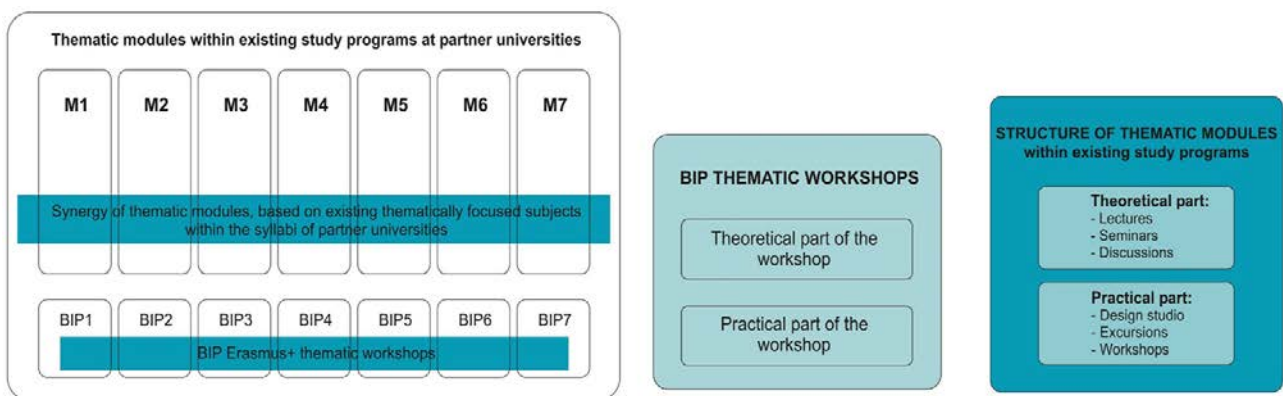 Thematic modules within existing study programs at partner universities
M1 M2 M3 M4 M5 M6 M7
Synergy of thematic modules, based on existing thematically focused subjects
within the syllabi of partner universities
BIP1 BIP2 BIP3 BIP4 BIP5 BIP6 BIP7
BIP Erasmus+ thematic workshops
BIP THEMATIC WORKSHOPS
Theoretical part of the
workshop
Practical part of the
workshop
STRUCTURE OF THEMATIC MODULES
within existing study programs
Theoretical part:
- Lectures
- Seminars
- Discussions
Practical part:
- Design studio
- Excursions
- Workshops